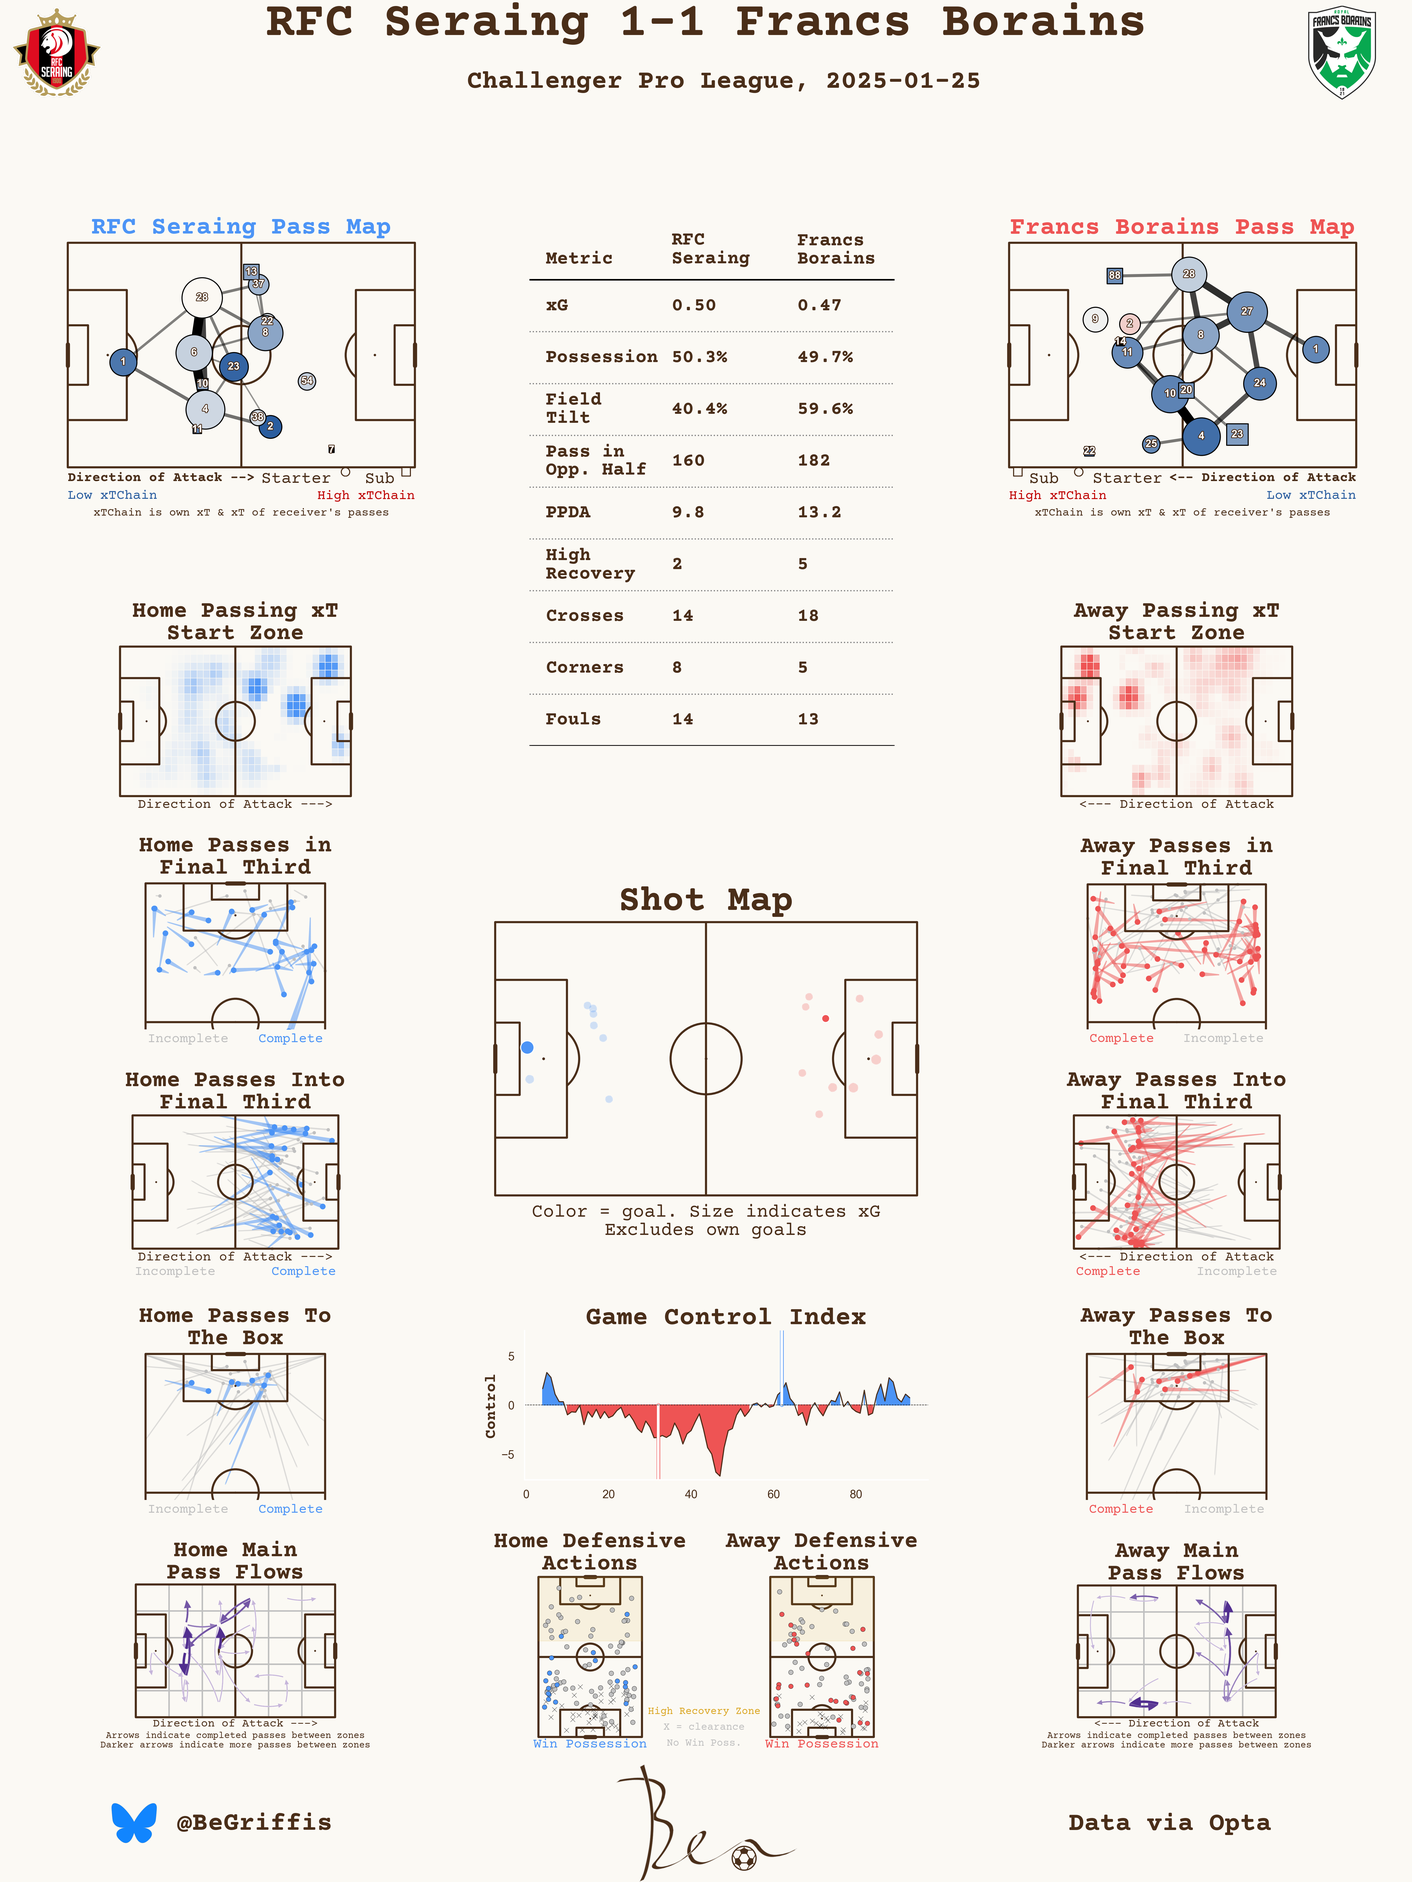 RFC Seraing 1-1 Francs Borains
Challenger Pro League, 2025-01-25
RFC
SERAING
ROYAL
FRANCS BORAINS
RFC Seraing Pass Map
13
37
28
22
8
6
1
23
10
54
4
38
11
2
7
Direction of Attack --> Starter Sub
Low xTChain High xTChain
xTChain is own xT & xT of receiver's passes
Metric RFC Seraing Francs Borains
xG 0.50 0.47
Possession 50.3% 49.7%
Field Tilt 40.4% 59.6%
Pass in Opp. Half 160 182
PPDA 9.8 13.2
High Recovery 2 5
Crosses 14 18
Corners 8 5
Fouls 14 13
Francs Borains Pass Map
88
28
27
9
2
8
14
11
1
24
10
20
4
23
25
22
Sub Starter <-- Direction of Attack
High xTChain Low xTChain
xTChain is own xT & xT of receiver's passes
Home Passing xT
Start Zone
Direction of Attack --->
Away Passing xT
Start Zone
<--- Direction of Attack
Home Passes in
Final Third
Incomplete Complete
Away Passes in
Final Third
Complete Incomplete
Shot Map
Color = goal. Size indicates xG
Excludes own goals
Home Passes Into
Final Third
Direction of Attack --->
Incomplete Complete
Away Passes Into
Final Third
<--- Direction of Attack
Complete Incomplete
Game Control Index
Control
5
0
−5
0 20 40 60 80
Home Passes To
The Box
Incomplete Complete
Away Passes To
The Box
Complete Incomplete
Home Main
Pass Flows
Direction of Attack --->
Arrows indicate completed passes between zones
Darker arrows indicate more passes between zones
Home Defensive
Actions
Win Possession
High Recovery Zone
X = clearance
No Win Poss.
Away Defensive
Actions
Win Possession
Away Main
Pass Flows
<--- Direction of Attack
Arrows indicate completed passes between zones
Darker arrows indicate more passes between zones
@BeGriffis
Ben
Data via Opta